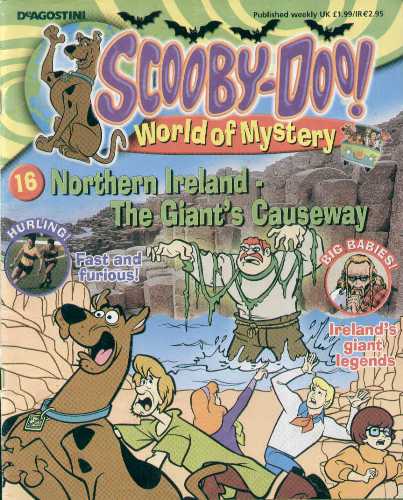 DeAGOSTINI
Published weekly UK £1.99/IR€2.95
SCOOBY-DOO!
World of Mystery
16
Northern Ireland -
The Giant's Causeway
HURLING!
Fast and
furious!
BIG BABIES!
Ireland's
giant
legends